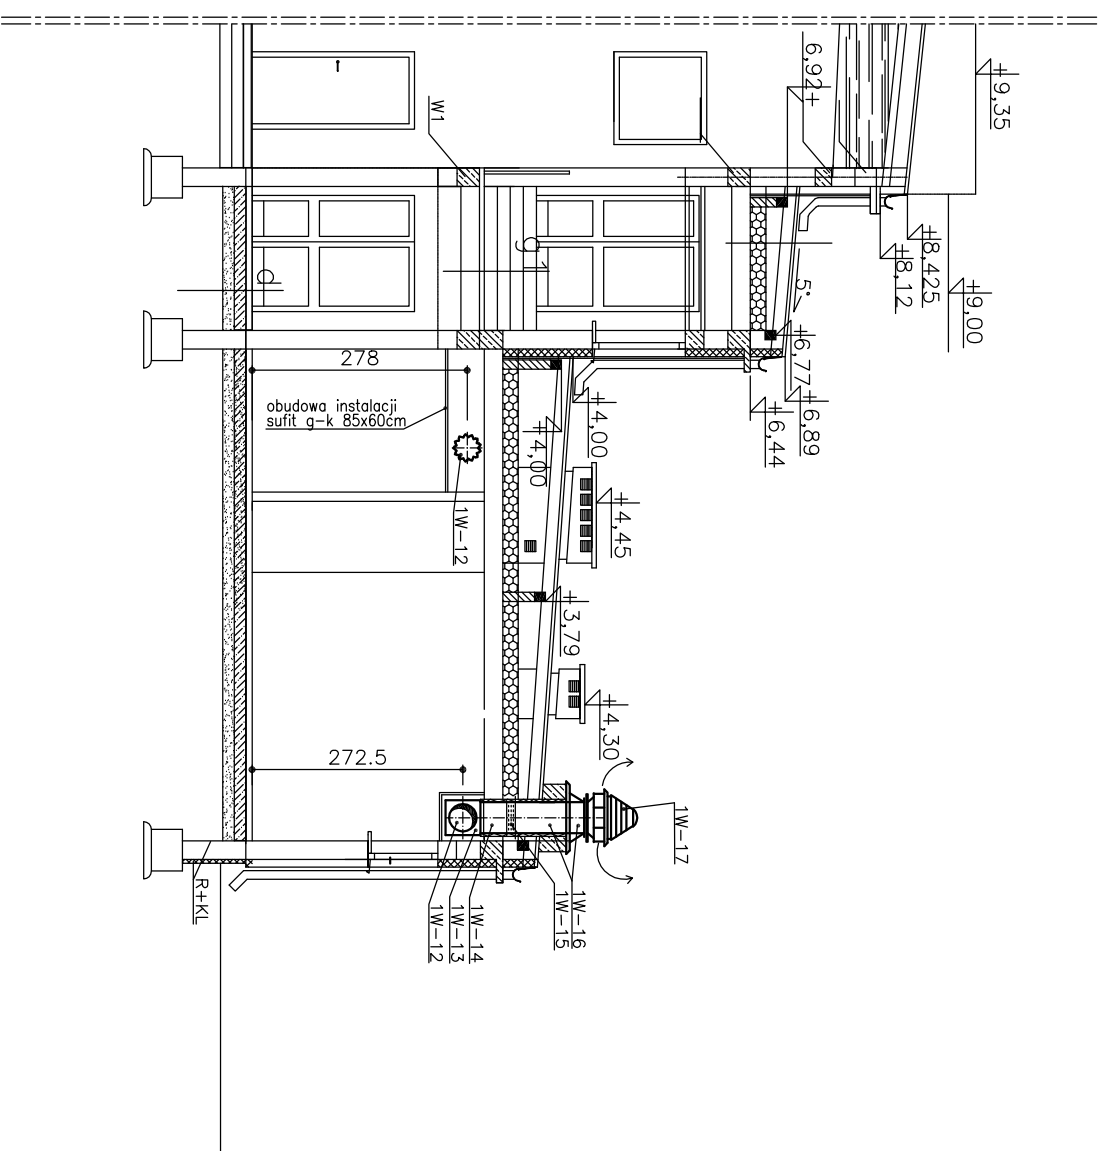 +9,35
6,92+
W1
+8,425
+8,12
+9,00
5°
d
g1
+6,77
+6,89
+6,44
278
obudowa instalacji
sufit g-k 85x60cm
+4,00
+4,00
1W-12
+4,45
+3,79
+4,30
272.5
1W-17
R+KL
1W-12
1W-13
1W-14
1W-15
1W-16